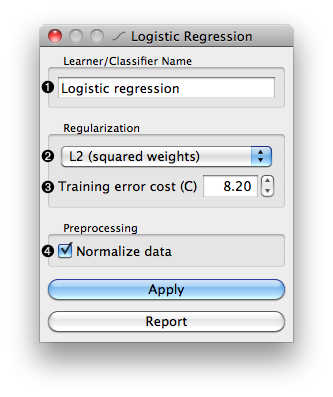 Logistic Regression
Learner/Classifier Name
❶ Logistic regression
Regularization
❷ L2 (squared weights)
❸ Training error cost (C) 8.20
Preprocessing
❹ Normalize data
Apply
Report